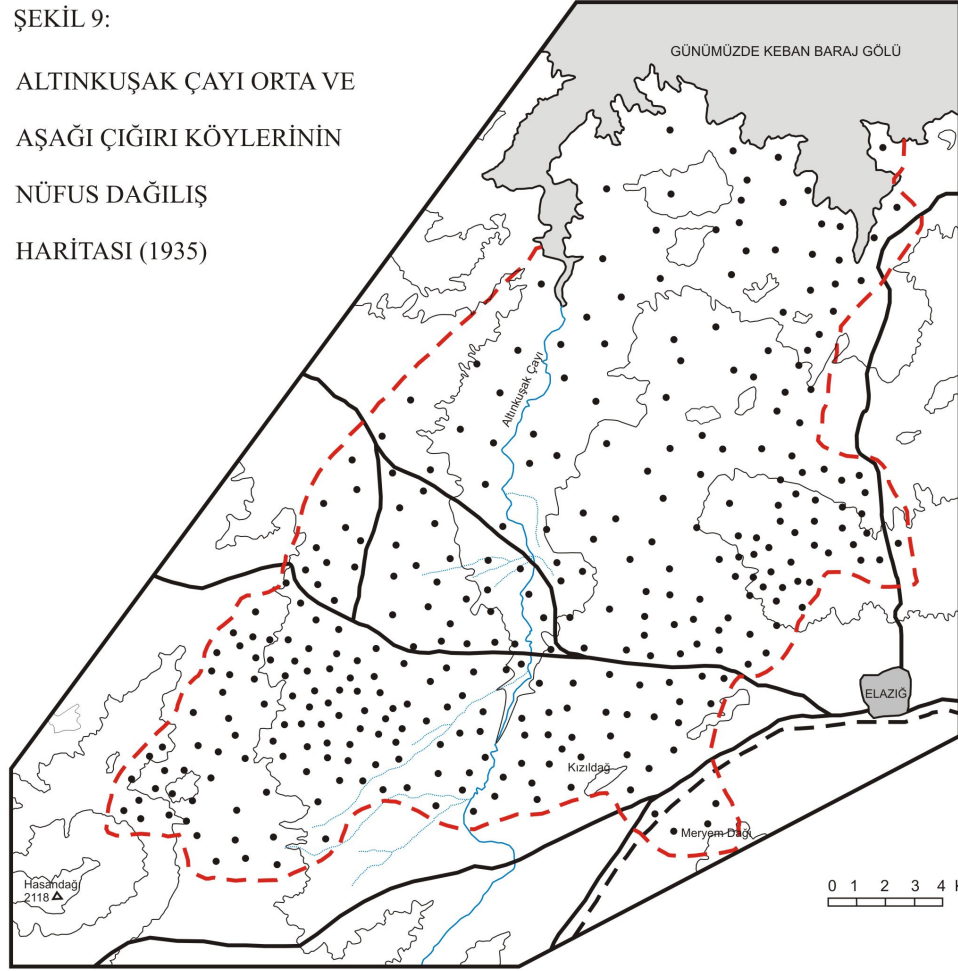 ŞEKİL 9:
ALTINKUŞAK ÇAYI ORTA VE
AŞAĞI ÇIĞIRI KÖYLERİNİN
NÜFUS DAĞILIŞ
HARİTASI (1935)
GÜNÜMÜZDE KEBAN BARAJ GÖLÜ
Altınkuşak Çayı
ELAZIĞ
Kızıldağ
Meryem Dağı
Hasandağı
2118
0 1 2 3 4 K